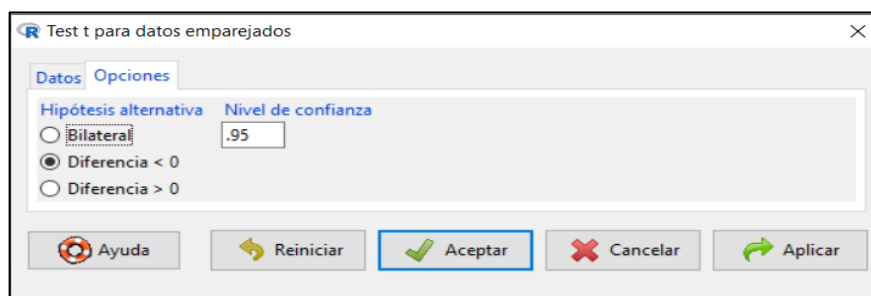 Test t para datos emparejados
Datos Opciones
Hipótesis alternativa Nivel de confianza
Bilateral .95
Diferencia < 0
Diferencia > 0
Ayuda Reiniciar Aceptar Cancelar Aplicar